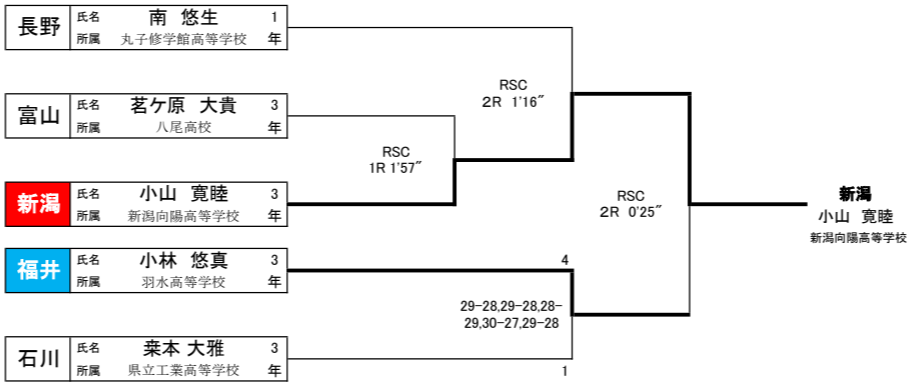 長野 氏名 南 悠生 1
所属 丸子修学館高等学校 年
RSC
2R 1'16"
富山 氏名 茗ケ原 大貴 3
所属 八尾高校 年
RSC
1R 1'57"
新潟 氏名 小山 寛睦 3
所属 新潟向陽高等学校 年
RSC
2R 0'25"
新潟
小山 寛睦
新潟向陽高等学校
福井 氏名 小林 悠真 3
所属 羽水高等学校 年
4
29-28,29-28,28-
29,30-27,29-28
石川 氏名 桒本 大雅 3
所属 県立工業高等学校 年
1